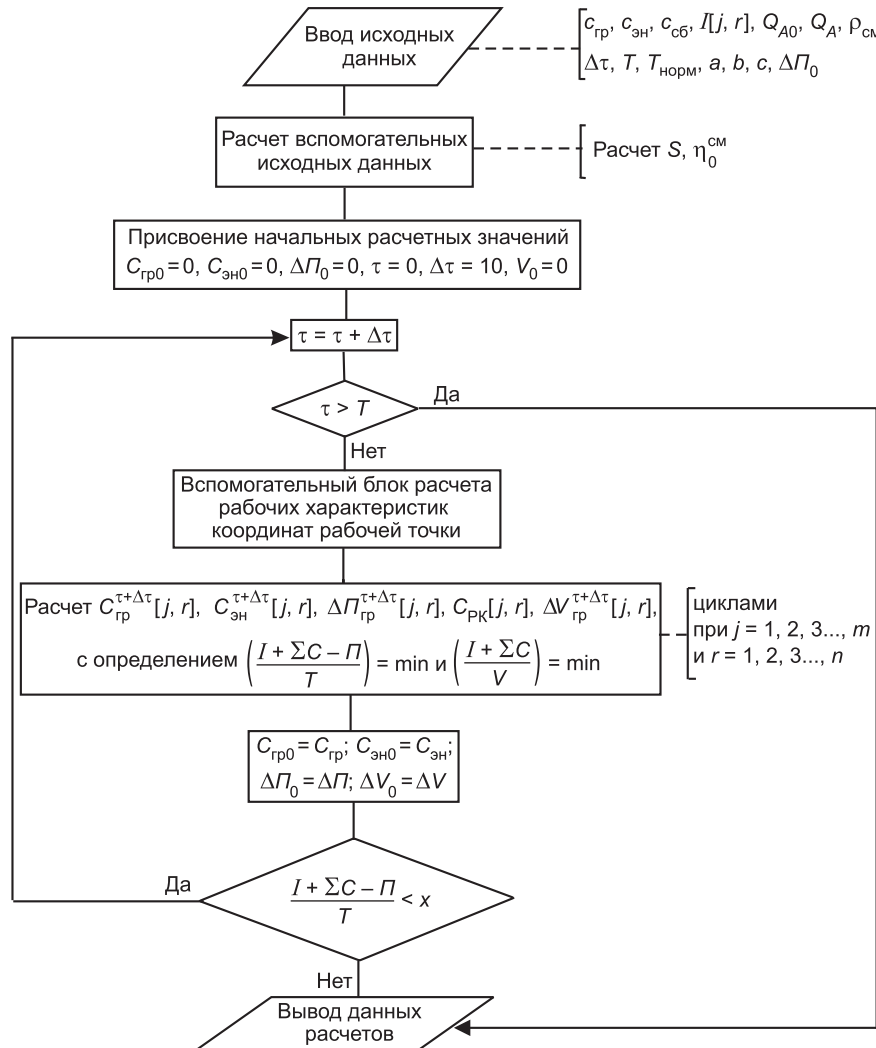 Ввод исходных
данных
c_гр, c_эн, c_сб, I[j, r], Q_A0, Q_A, ρ_см
Δτ, T, T_норм, a, b, c, ΔП_0
Расчет вспомогательных
исходных данных
Расчет S, η_0^см
Присвоение начальных расчетных значений
C_гр0 = 0, C_эн0 = 0, ΔП_0 = 0, τ = 0, Δτ = 10, V_0 = 0
τ = τ + Δτ
τ > T
Да
Нет
Вспомогательный блок расчета
рабочих характеристик
координат рабочей точки
Расчет C_гр^τ+Δτ[j, r], C_эн^τ+Δτ[j, r], ΔП_гр^τ+Δτ[j, r], C_РК[j, r], ΔV_гр^τ+Δτ[j, r],
с определением ((I + ΣC – П)/T) = min и ((I + ΣC)/V) = min
циклами
при j = 1, 2, 3..., m
и r = 1, 2, 3..., n
C_гр0 = C_гр; C_эн0 = C_эн;
ΔП_0 = ΔП; ΔV_0 = ΔV
Да
(I + ΣC – П)/T < x
Нет
Вывод данных
расчетов